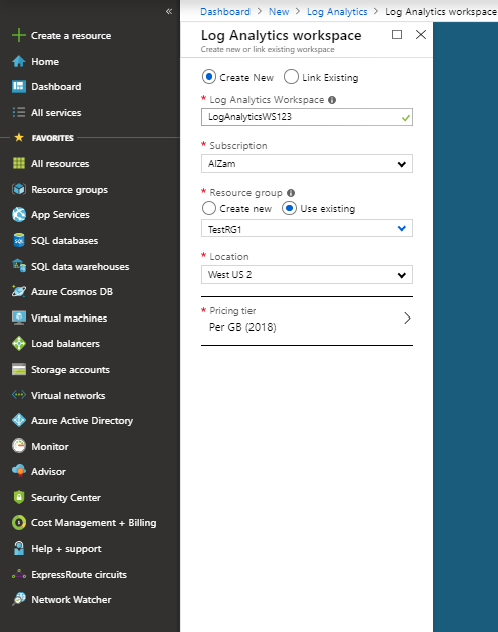 «
Dashboard > New > Log Analytics > Log Analytics workspace
Create a resource
Home
Dashboard
All services
FAVORITES
All resources
Resource groups
App Services
SQL databases
SQL data warehouses
Azure Cosmos DB
Virtual machines
Load balancers
Storage accounts
Virtual networks
Azure Active Directory
Monitor
Advisor
Security Center
Cost Management + Billing
Help + support
ExpressRoute circuits
Network Watcher
Log Analytics workspace
Create new or link existing workspace
Create New Link Existing
* Log Analytics Workspace
LogAnalyticsWS123
* Subscription
AlZam
* Resource group
Create new Use existing
TestRG1
* Location
West US 2
* Pricing tier
Per GB (2018)